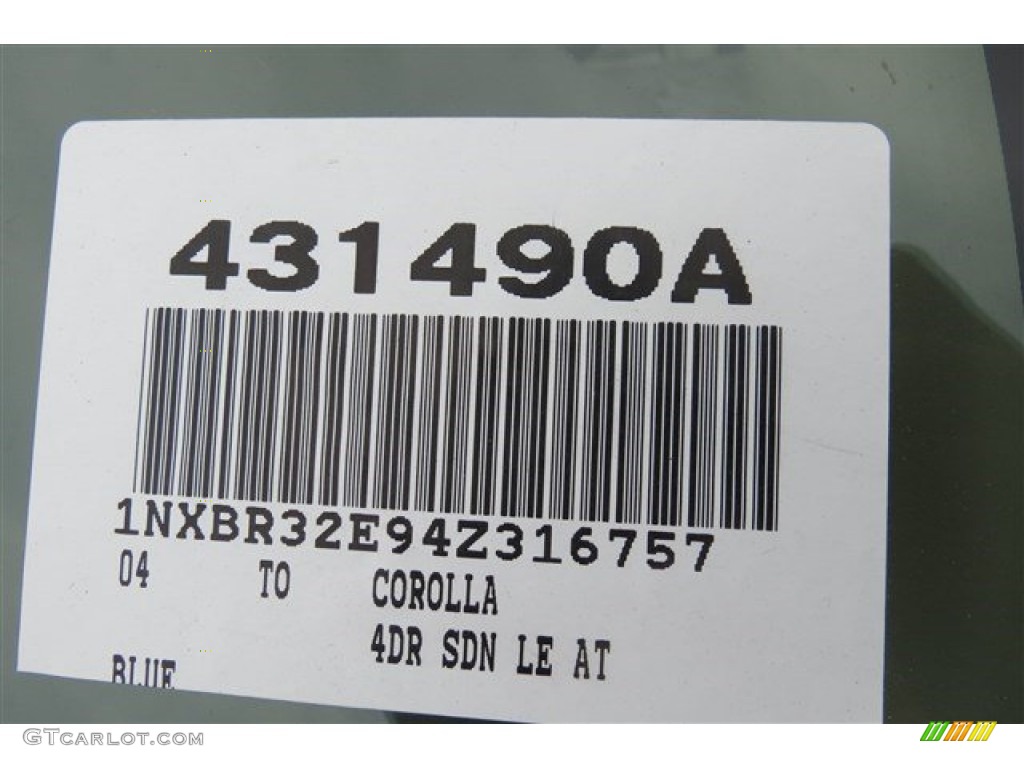 431490A
1NXBR32E94Z316757
04 TO COROLLA
4DR SDN LE AT
BLUE
GTCARLOT.COM